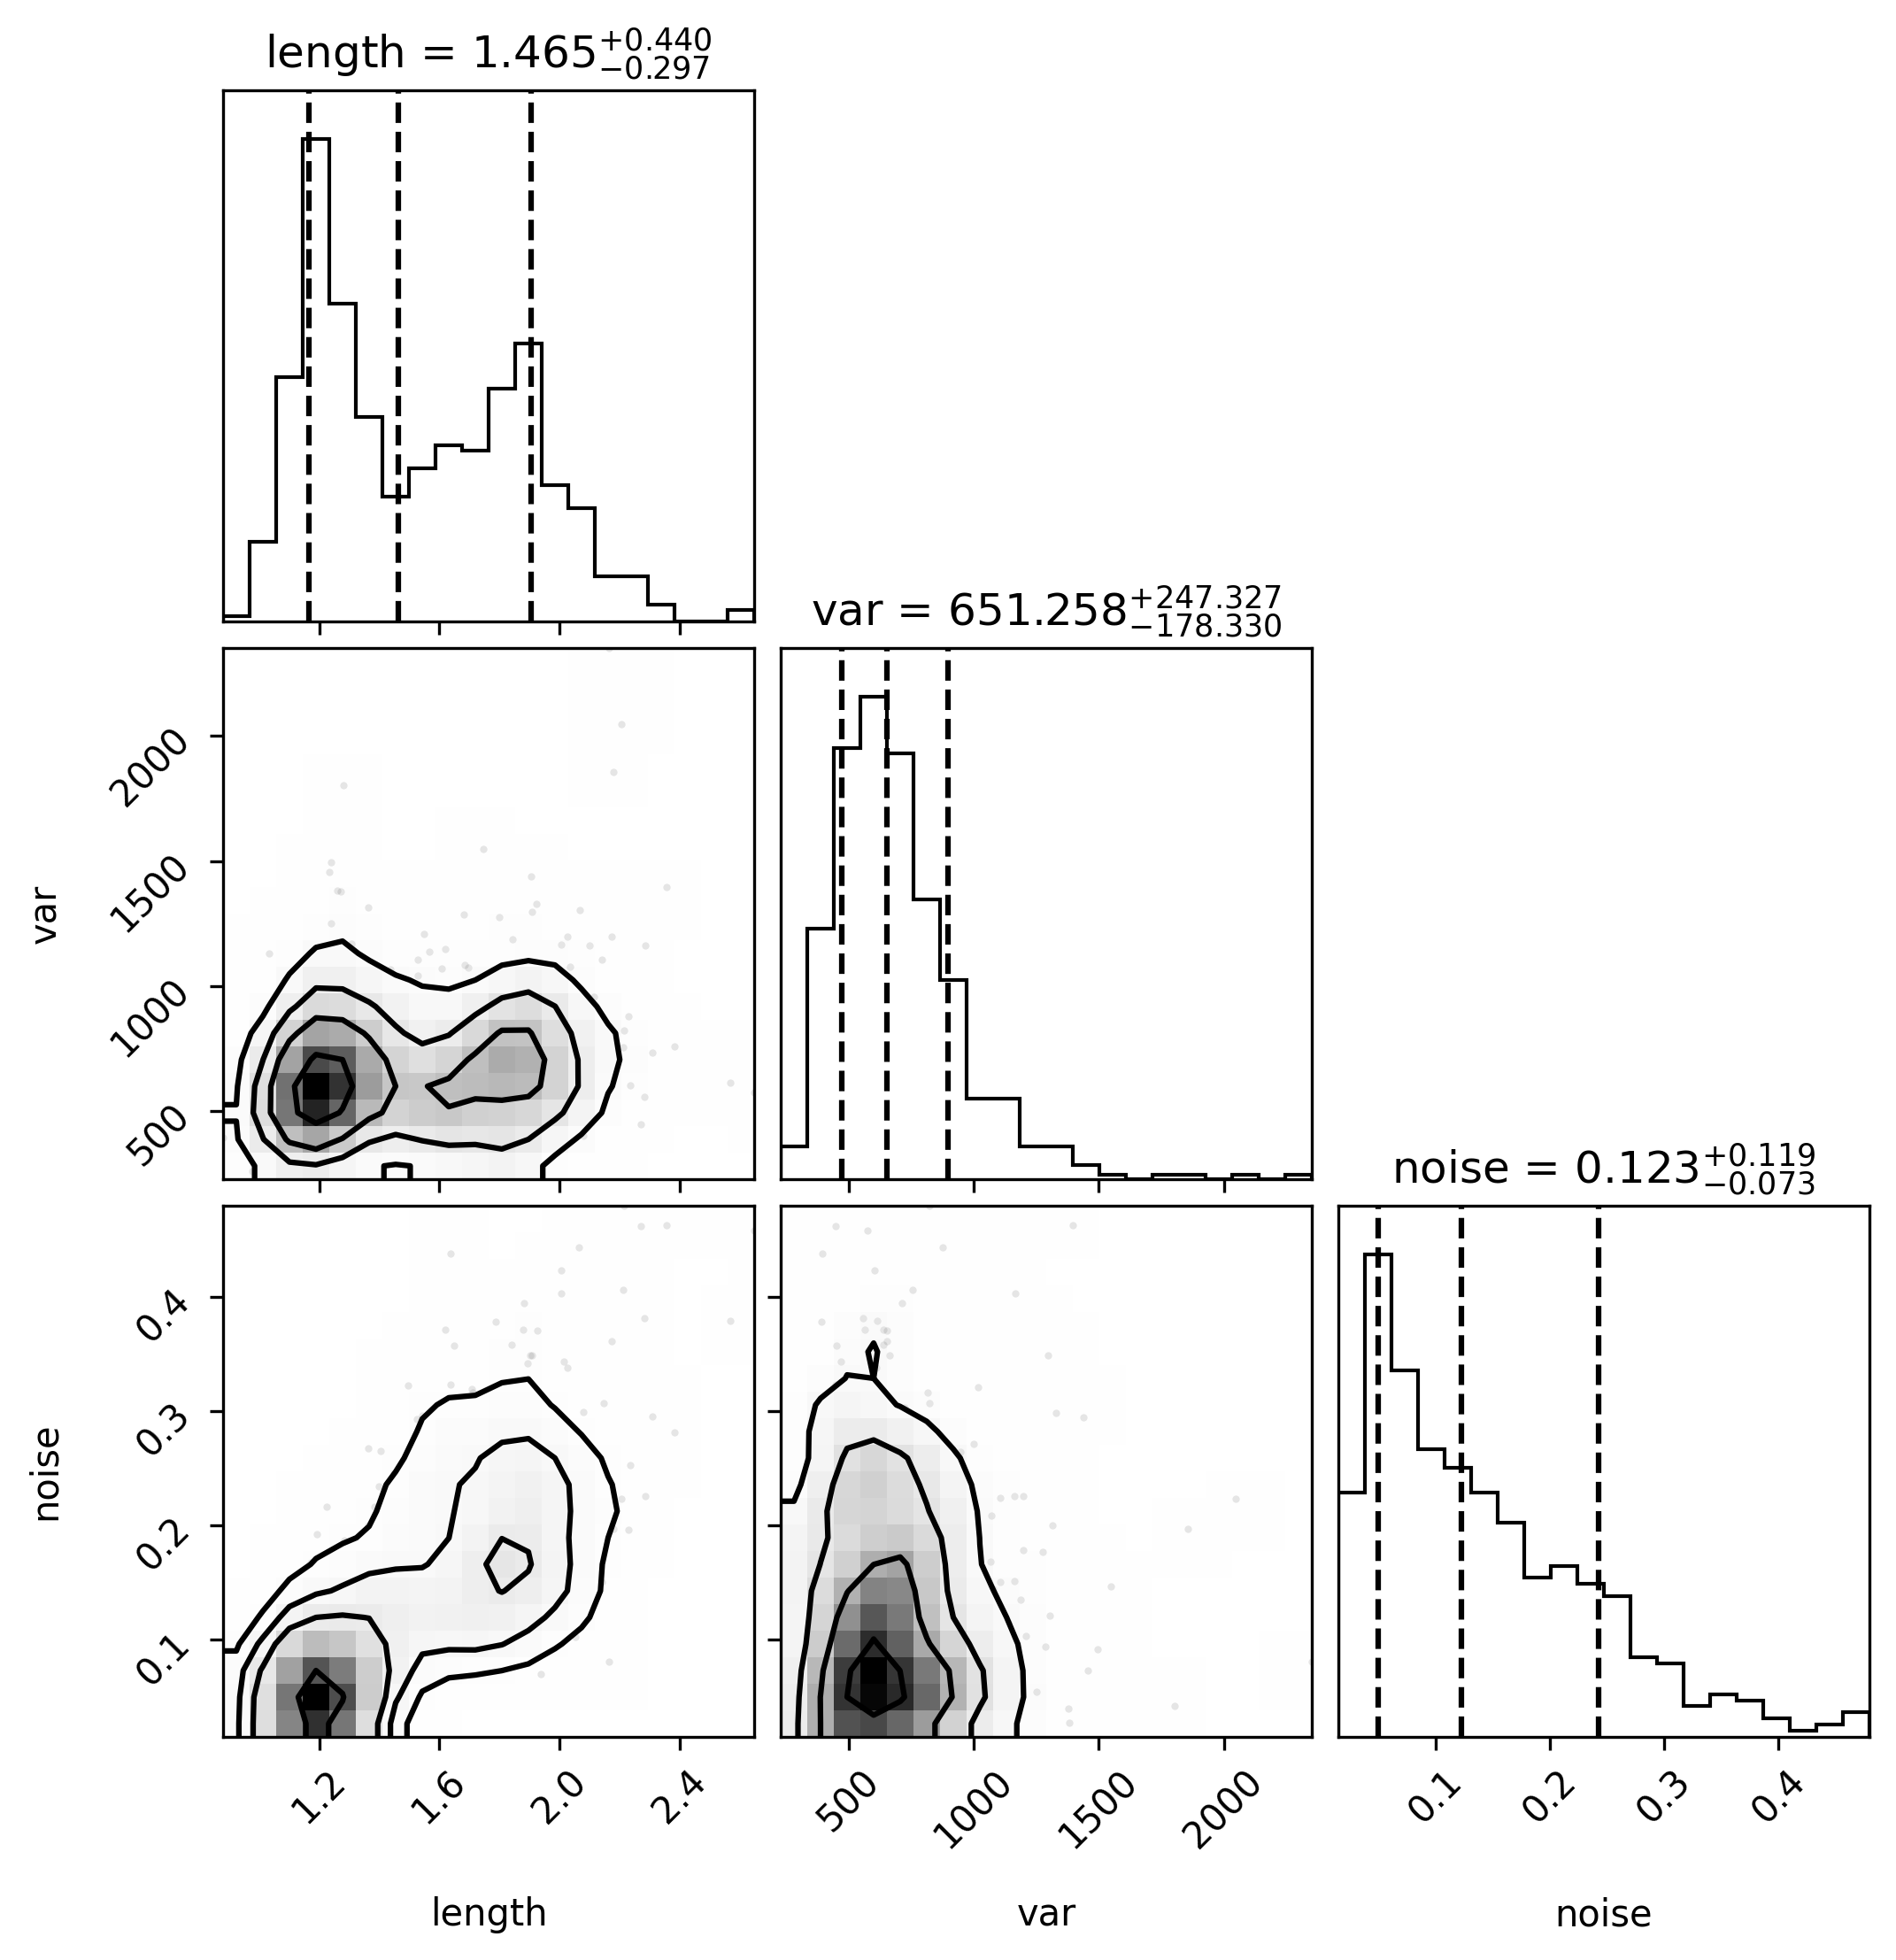 length = 1.465 +0.440 −0.297
var = 651.258 +247.327 −178.330
2000
1500
1000
500
var
noise = 0.123 +0.119 −0.073
0.4
0.3
0.2
0.1
noise
1.2 1.6 2.0 2.4
500 1000 1500 2000
0.1 0.2 0.3 0.4
length
var
noise